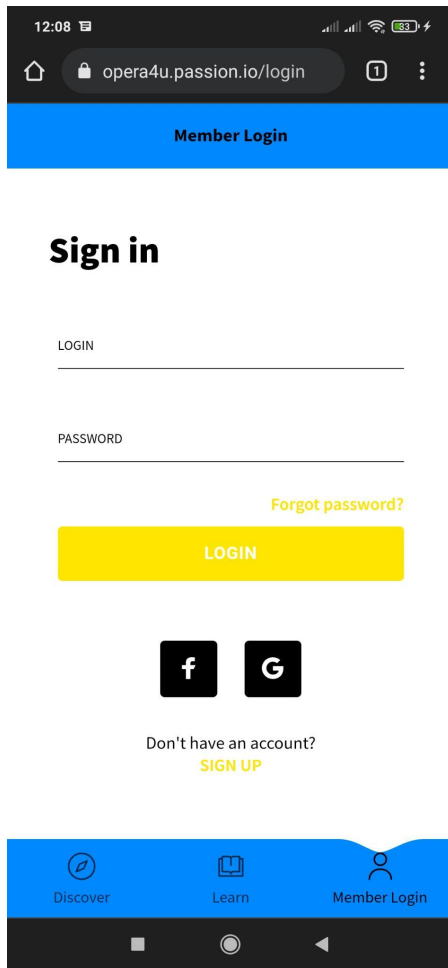 12:08
33
opera4u.passion.io/login
1
Member Login
Sign in
LOGIN
PASSWORD
Forgot password?
LOGIN
f G
Don't have an account?
SIGN UP
Discover Learn Member Login